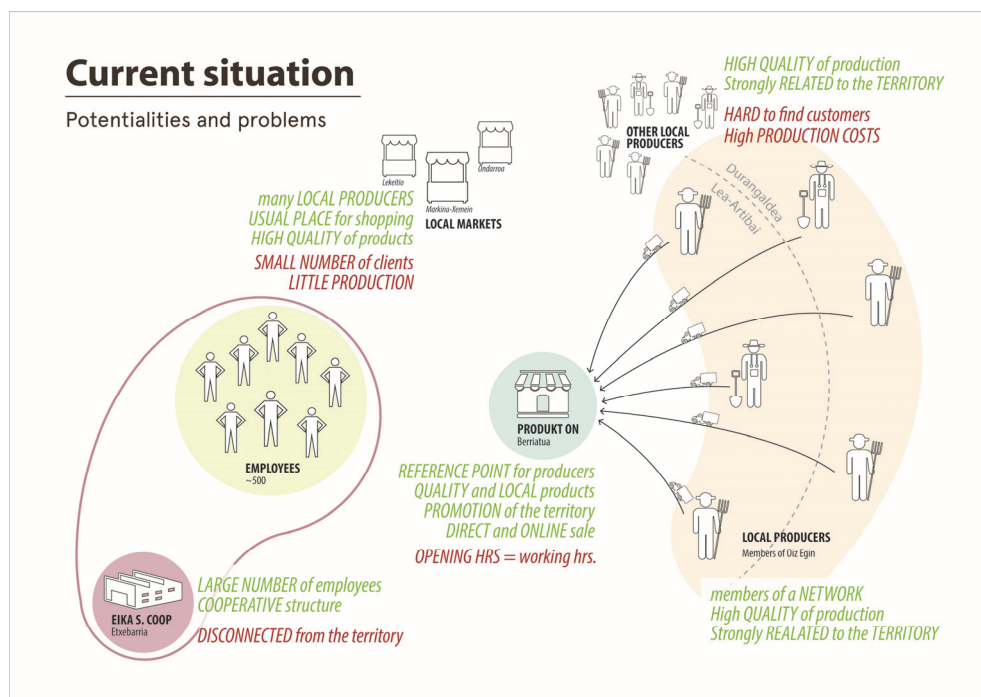 Current situation
Potentialities and problems
HIGH QUALITY of production
Strongly RELATED to the TERRITORY
HARD to find customers
High PRODUCTION COSTS
OTHER LOCAL
PRODUCERS
Durangaldea
Lea-Artibai
Lekeitio
Ondarroa
Markina-Xemein
LOCAL MARKETS
many LOCAL PRODUCERS
USUAL PLACE for shopping
HIGH QUALITY of products
SMALL NUMBER of clients
LITTLE PRODUCTION
EMPLOYEES
~500
PRODUKT ON
Berriatua
REFERENCE POINT for producers
QUALITY and LOCAL products
PROMOTION of the territory
DIRECT and ONLINE sale
OPENING HRS = working hrs.
LOCAL PRODUCERS
Members of Oiz Egin
members of a NETWORK
High QUALITY of production
Strongly REALATED to the TERRITORY
EIKA S. COOP
Etxebarria
LARGE NUMBER of employees
COOPERATIVE structure
DISCONNECTED from the territory